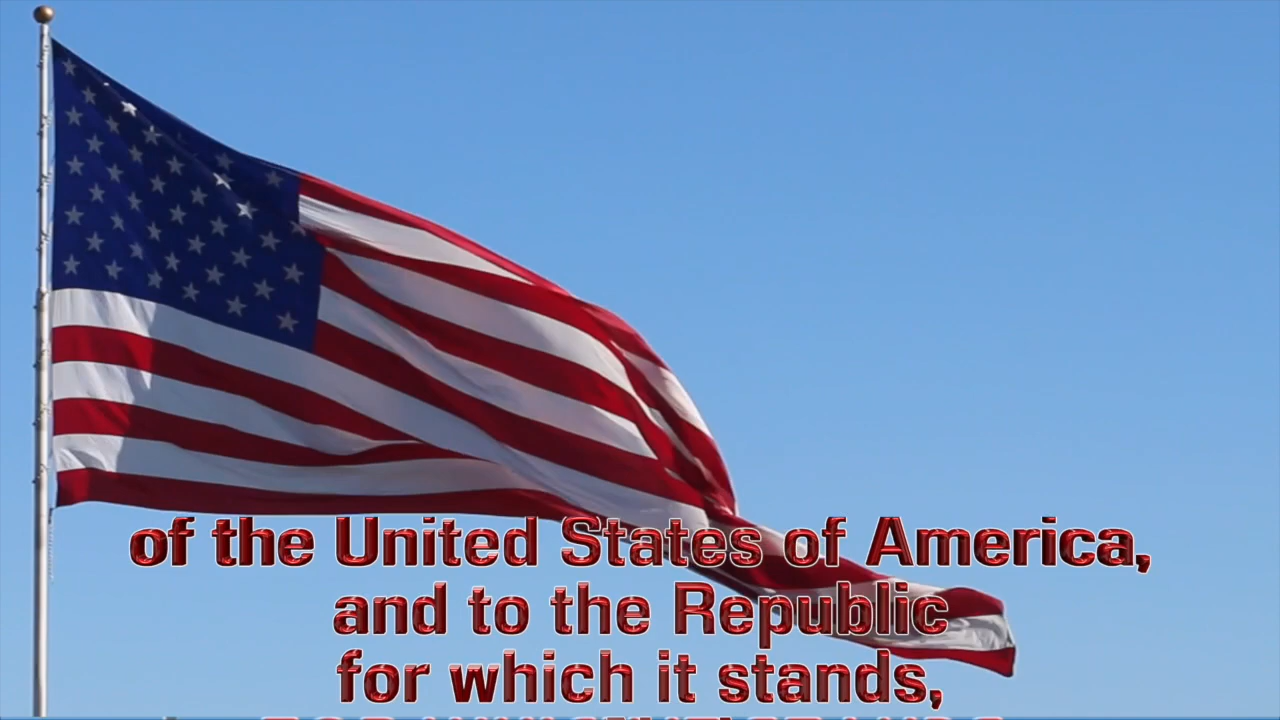 of the United States of America,
and to the Republic
for which it stands,